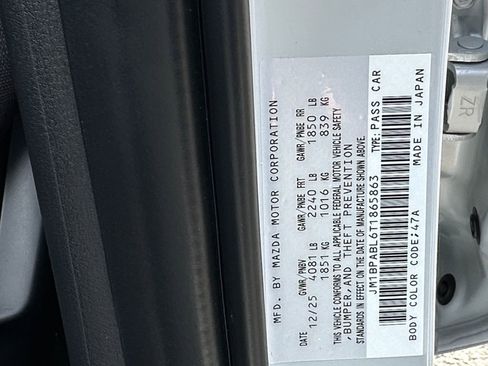 MFD. BY MAZDA MOTOR CORPORATION
DATE GVWR/PNBV GAWR/PNBE FRT GAWR/PNBE RR
12/25 4081 LB 2240 LB 1850 LB
1851 KG 1016 KG 839 KG
THIS VEHICLE CONFORMS TO ALL APPLICABLE FEDERAL MOTOR VEHICLE SAFETY
,BUMPER,AND THEFT PREVENTION
STANDARDS IN EFFECT ON THE DATE OF MANUFACTURE SHOWN ABOVE.
JM1BPABL6T1865863 TYPE: PASS CAR
BODY COLOR CODE;47A MADE IN JAPAN
ZR